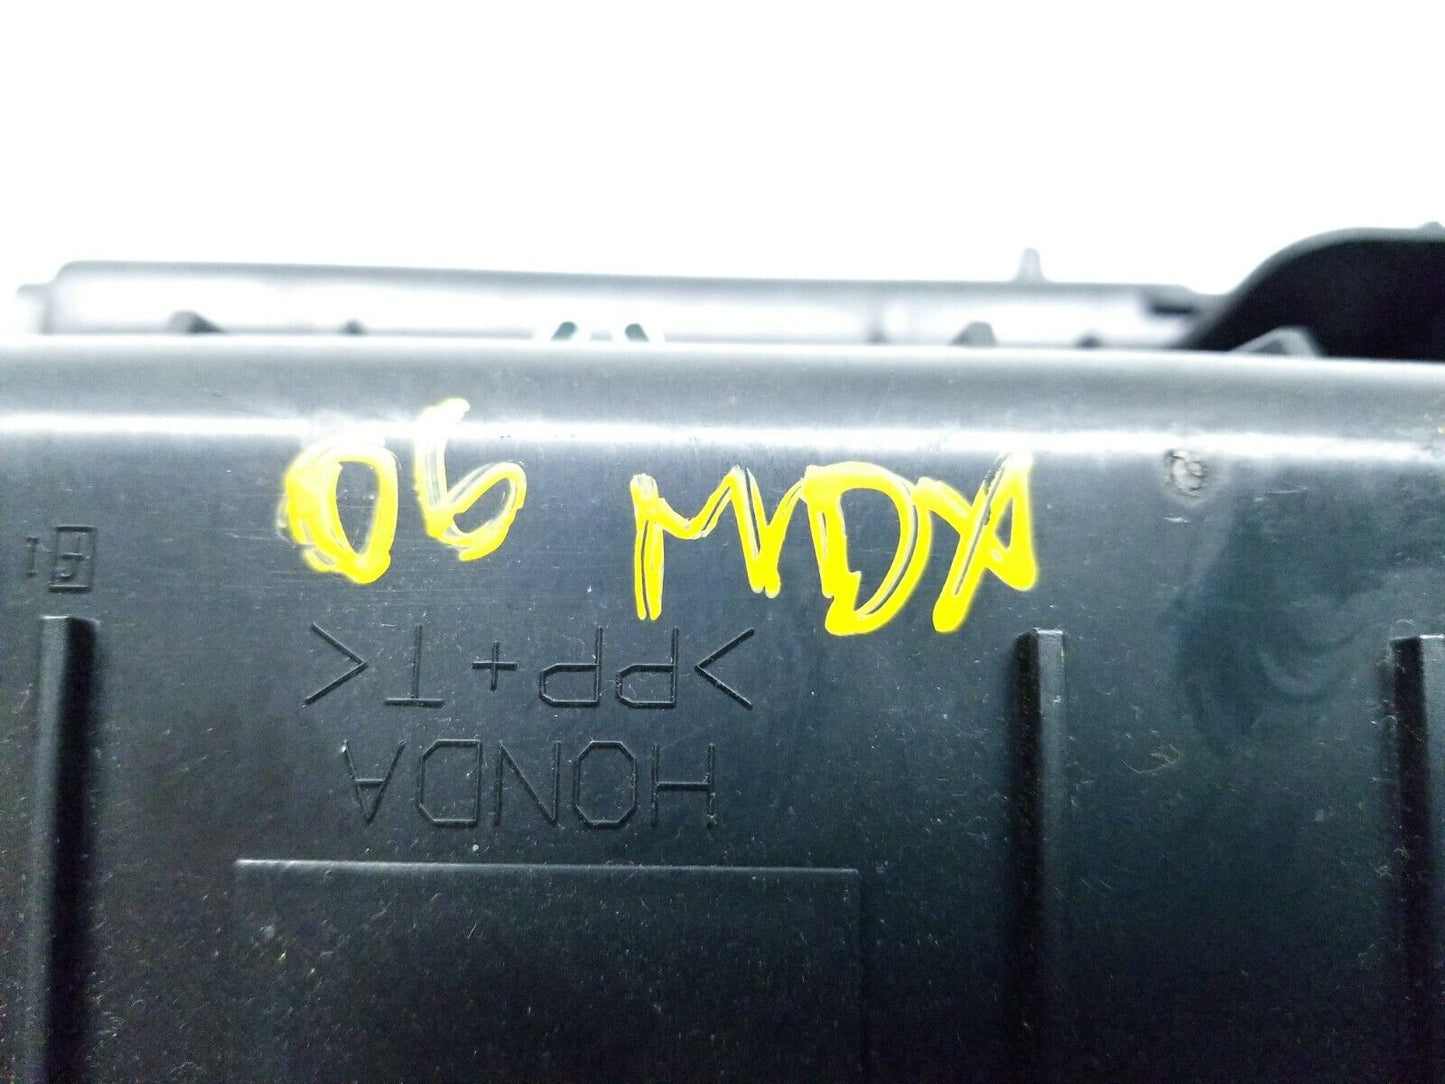 06 MDX
>PP+T<
HONDA